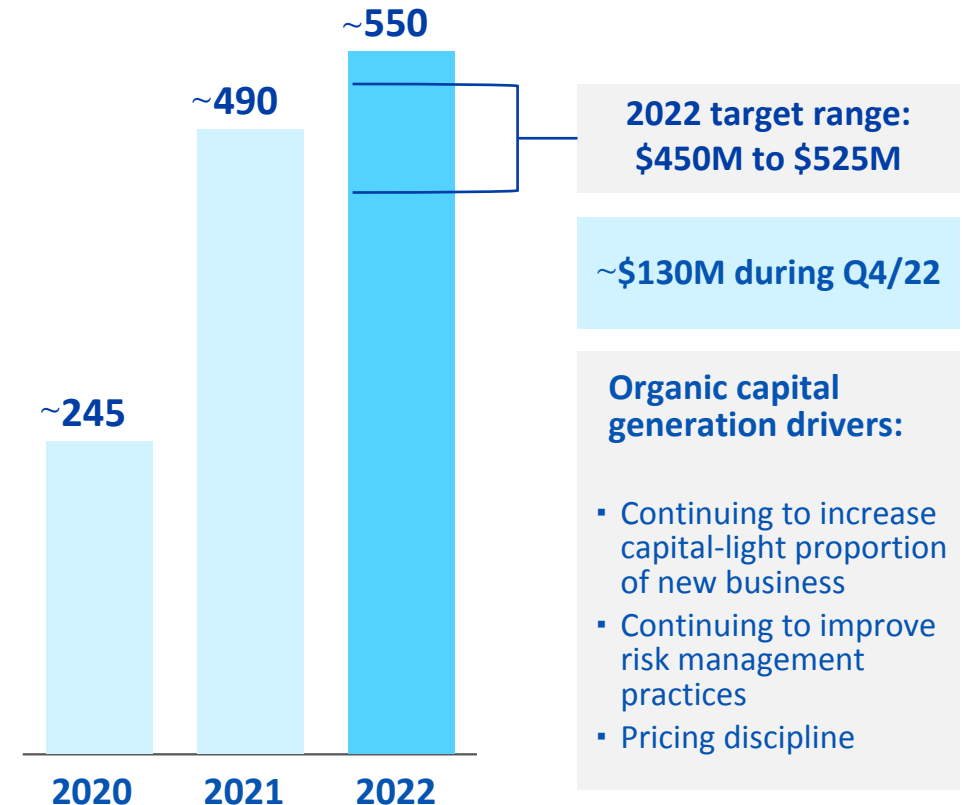 ~550
~490
~245
2020
2021
2022
2022 target range:
$450M to $525M
~$130M during Q4/22
Organic capital
generation drivers:
▪ Continuing to increase
capital-light proportion
of new business
▪ Continuing to improve
risk management
practices
▪ Pricing discipline